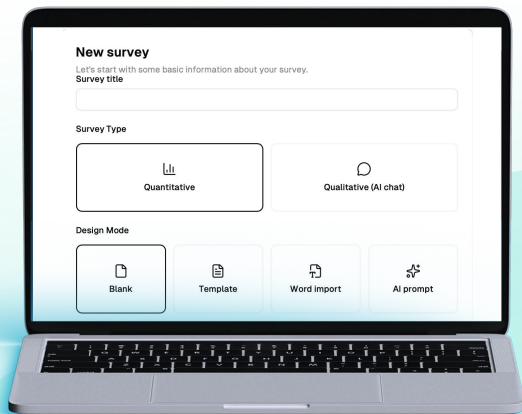 New survey
Let's start with some basic information about your survey.
Survey title
Survey Type
Quantitative
Qualitative (AI chat)
Design Mode
Blank
Template
Word import
AI prompt